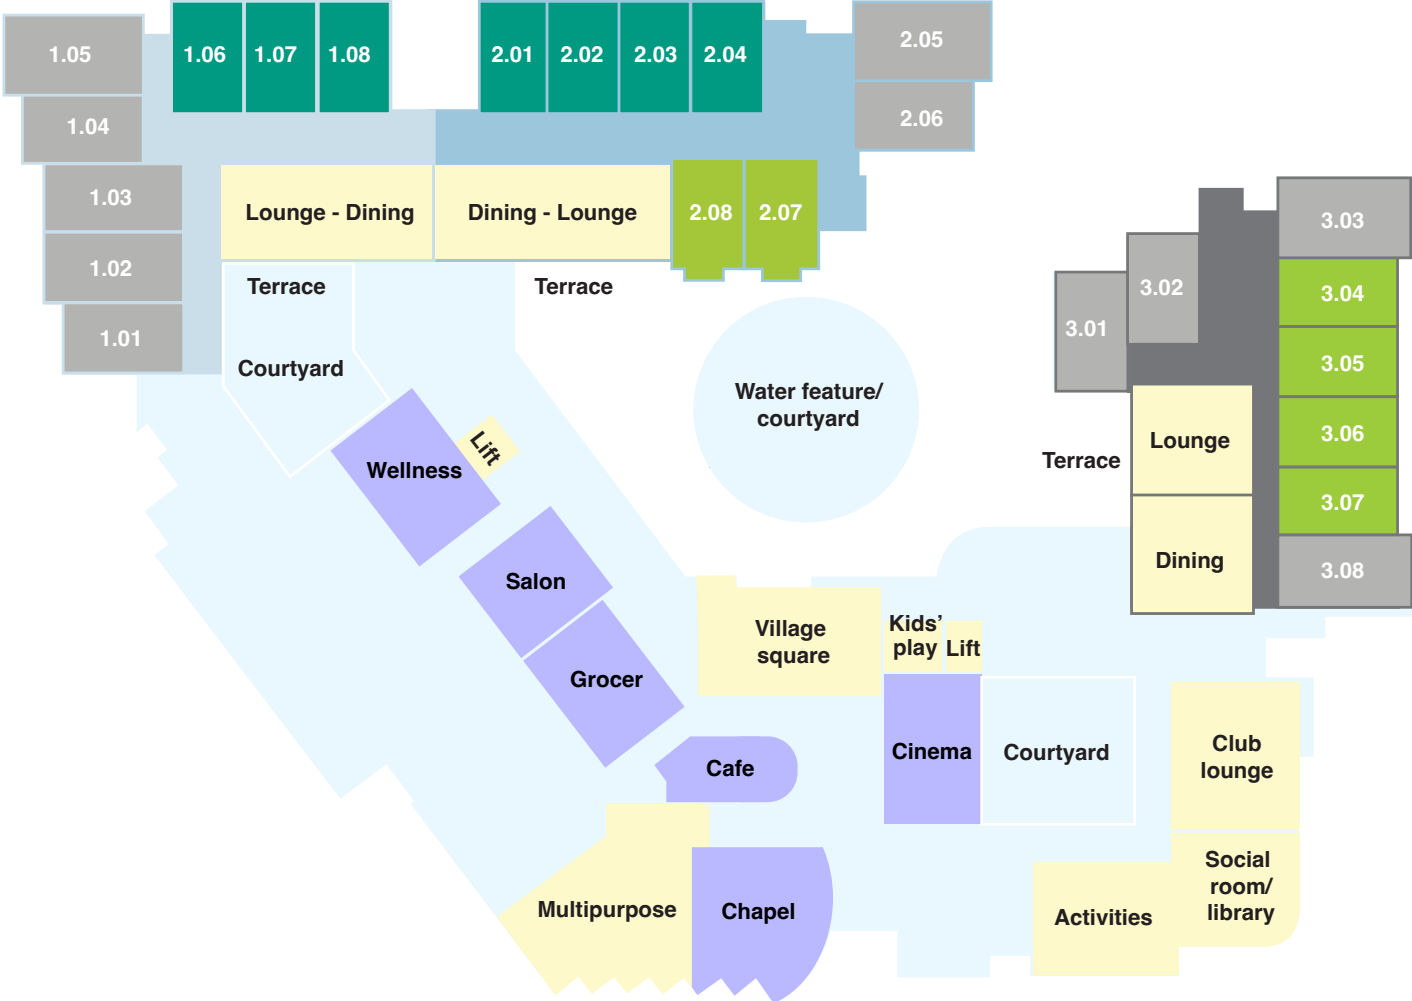 1.05
1.06
1.07
1.08
2.01
2.02
2.03
2.04
2.05
1.04
2.06
1.03
Lounge - Dining
Dining - Lounge
2.08
2.07
3.03
1.02
Terrace
Terrace
3.02
3.04
1.01
3.01
Courtyard
Water feature/
courtyard
3.05
Wellness
Lift
Terrace
Lounge
3.06
3.07
Salon
Dining
3.08
Grocer
Village
square
Kids'
play
Lift
Cafe
Cinema
Courtyard
Club
lounge
Multipurpose
Chapel
Activities
Social
room/
library